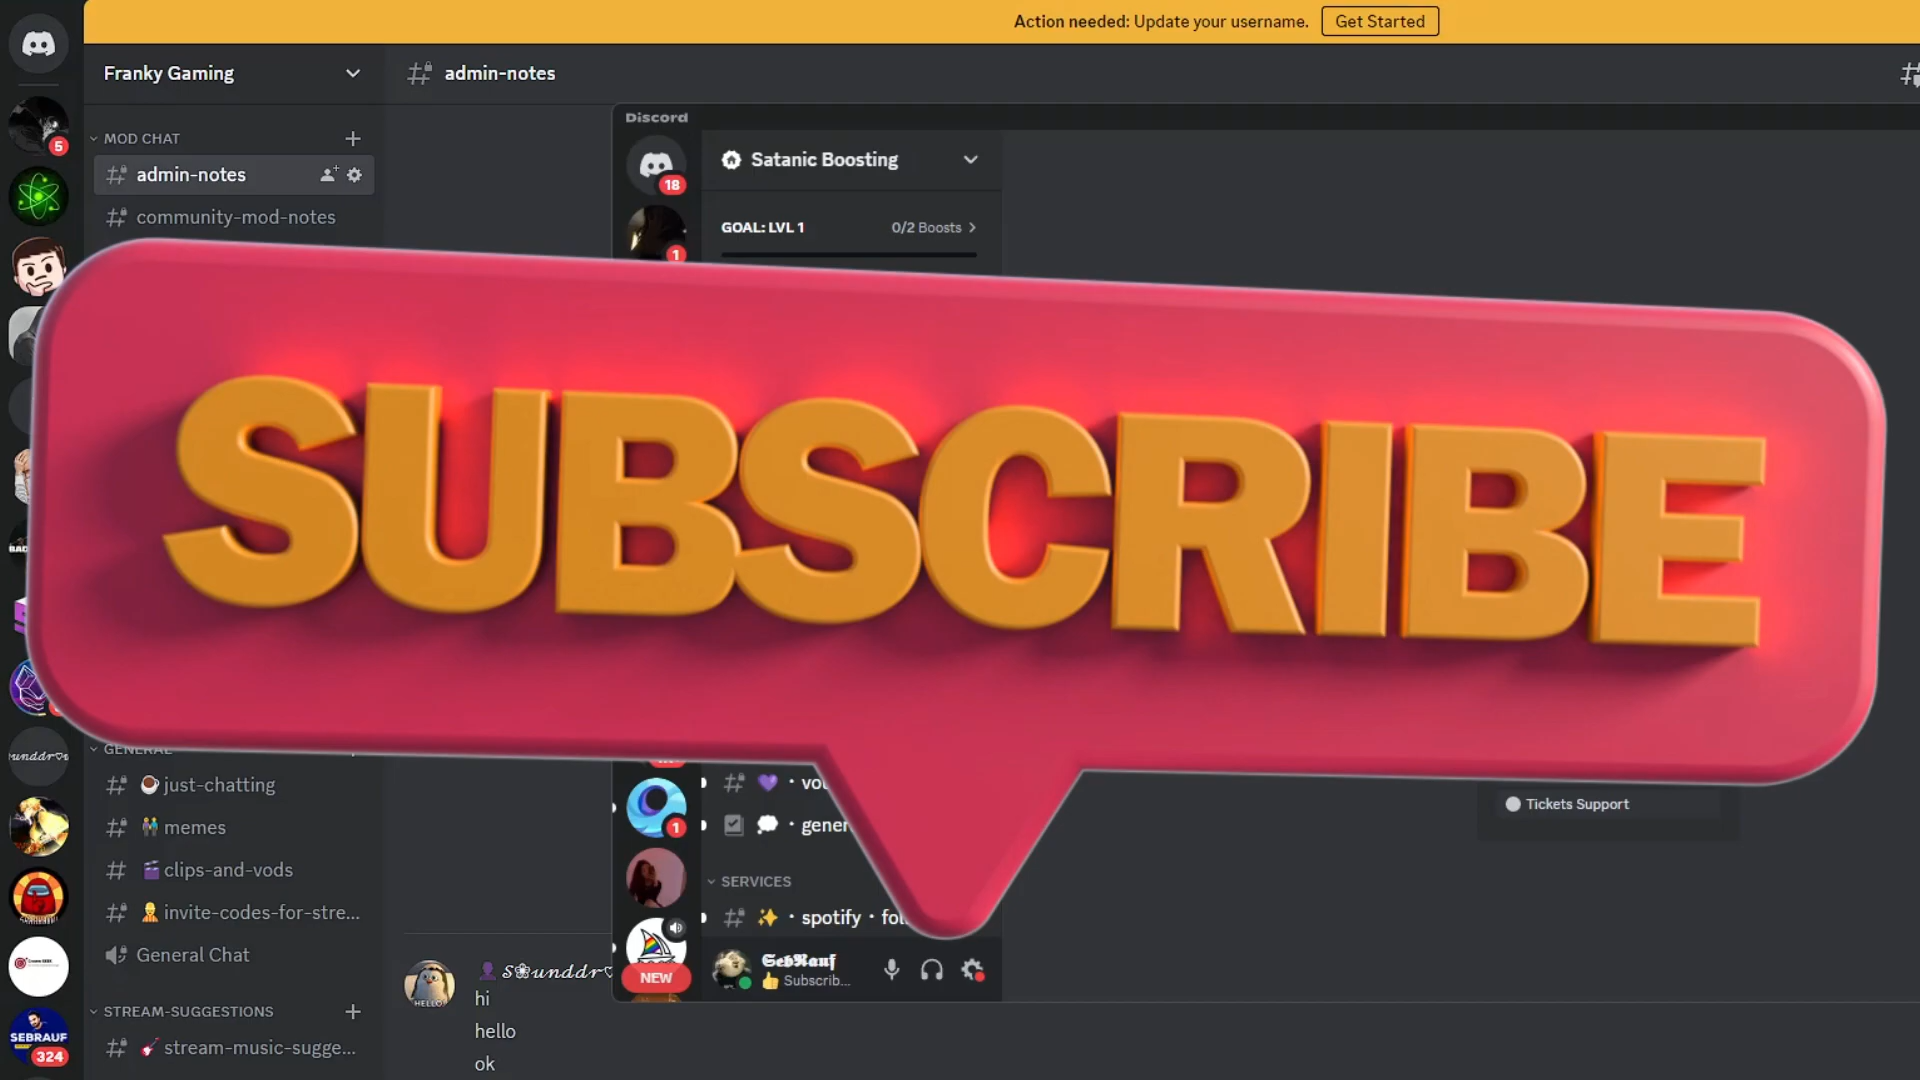 Action needed: Update your username. Get Started
Franky Gaming
admin-notes
MOD CHAT
admin-notes
community-mod-notes
Discord
18
Satanic Boosting
GOAL: LVL 1
0/2 Boosts
5
1
SUBSCRIBE
GENERAL
just-chatting
memes
clips-and-vods
invite-codes-for-stre...
General Chat
STREAM-SUGGESTIONS
stream-music-sugge...
SEBRAUF
324
1
SERVICES
spotify
NEW
𝕾𝖊𝖇𝕽𝖆𝖚𝖋
Subscrib...
Tickets Support
HELLO
hi
hello
ok